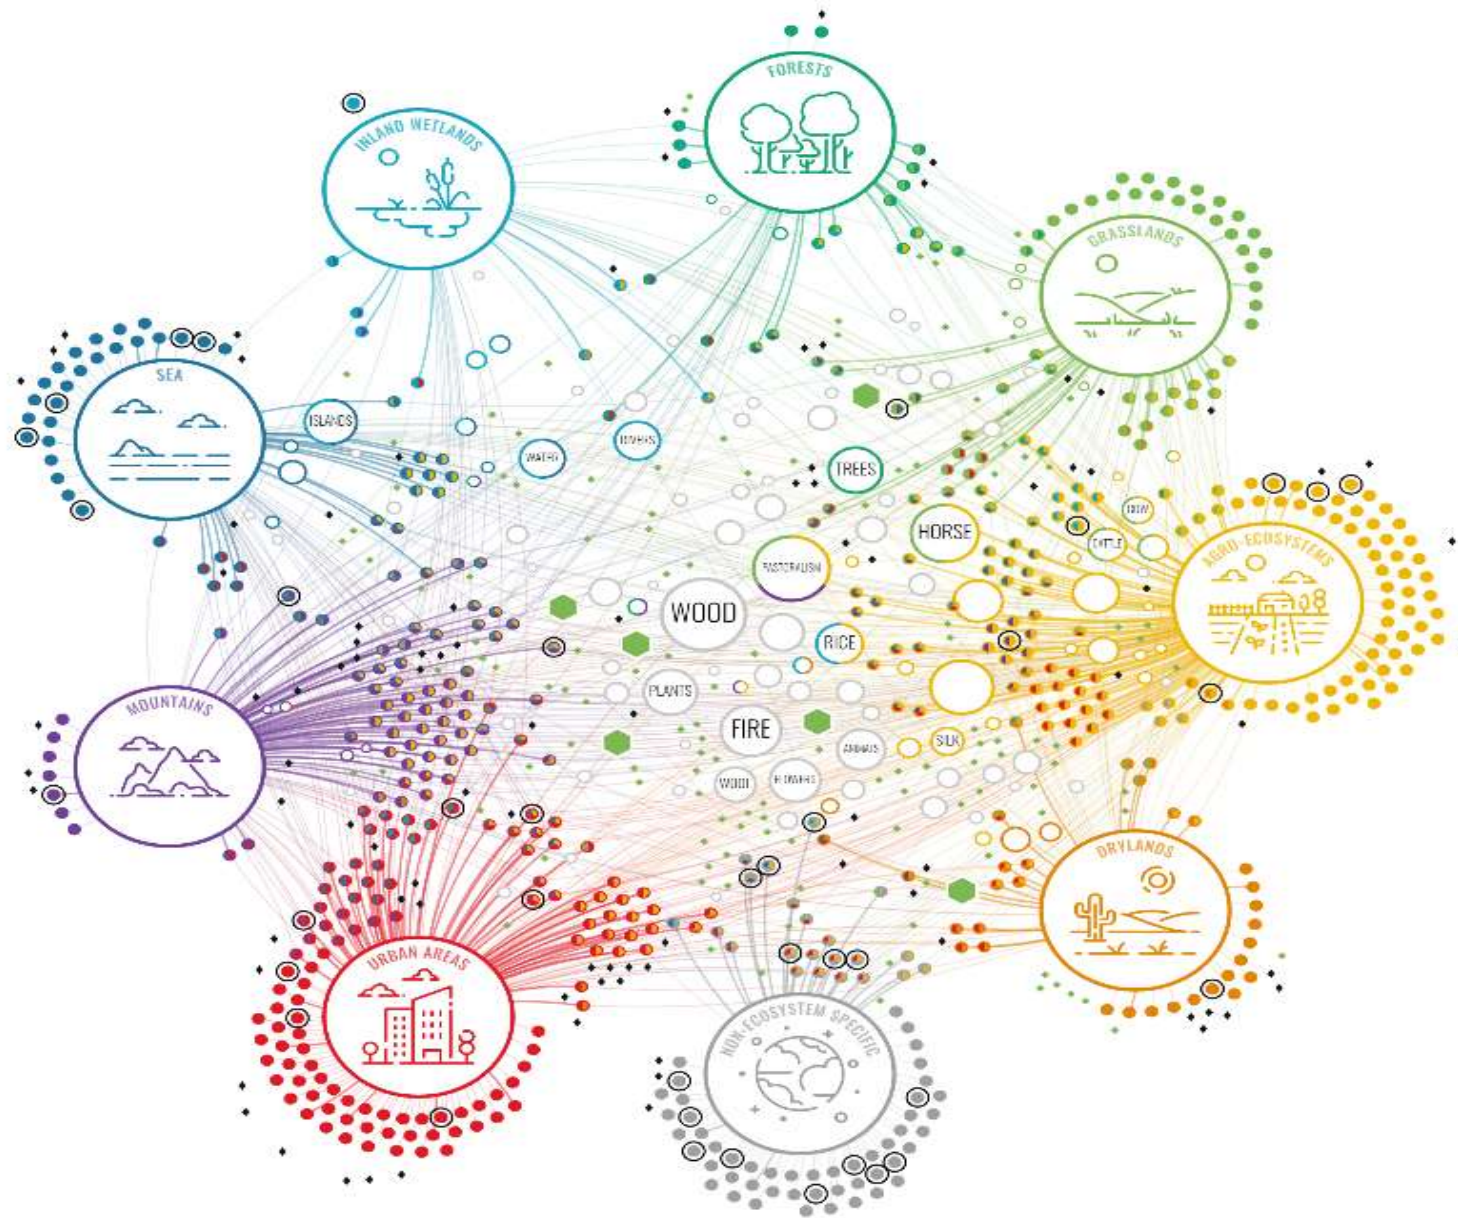 FORESTS
INLAND WETLANDS
GRASSLANDS
SEA
ISLANDS
RIVERS
WATER
TREES
COW
HORSE
CATTLE
AGRO-ECOSYSTEMS
PASTORALISM
WOOD
RICE
PLANTS
MOUNTAINS
FIRE
SILK
ANIMALS
WOOL
FLOWERS
DRYLANDS
URBAN AREAS
NON-ECOSYSTEM SPECIFIC